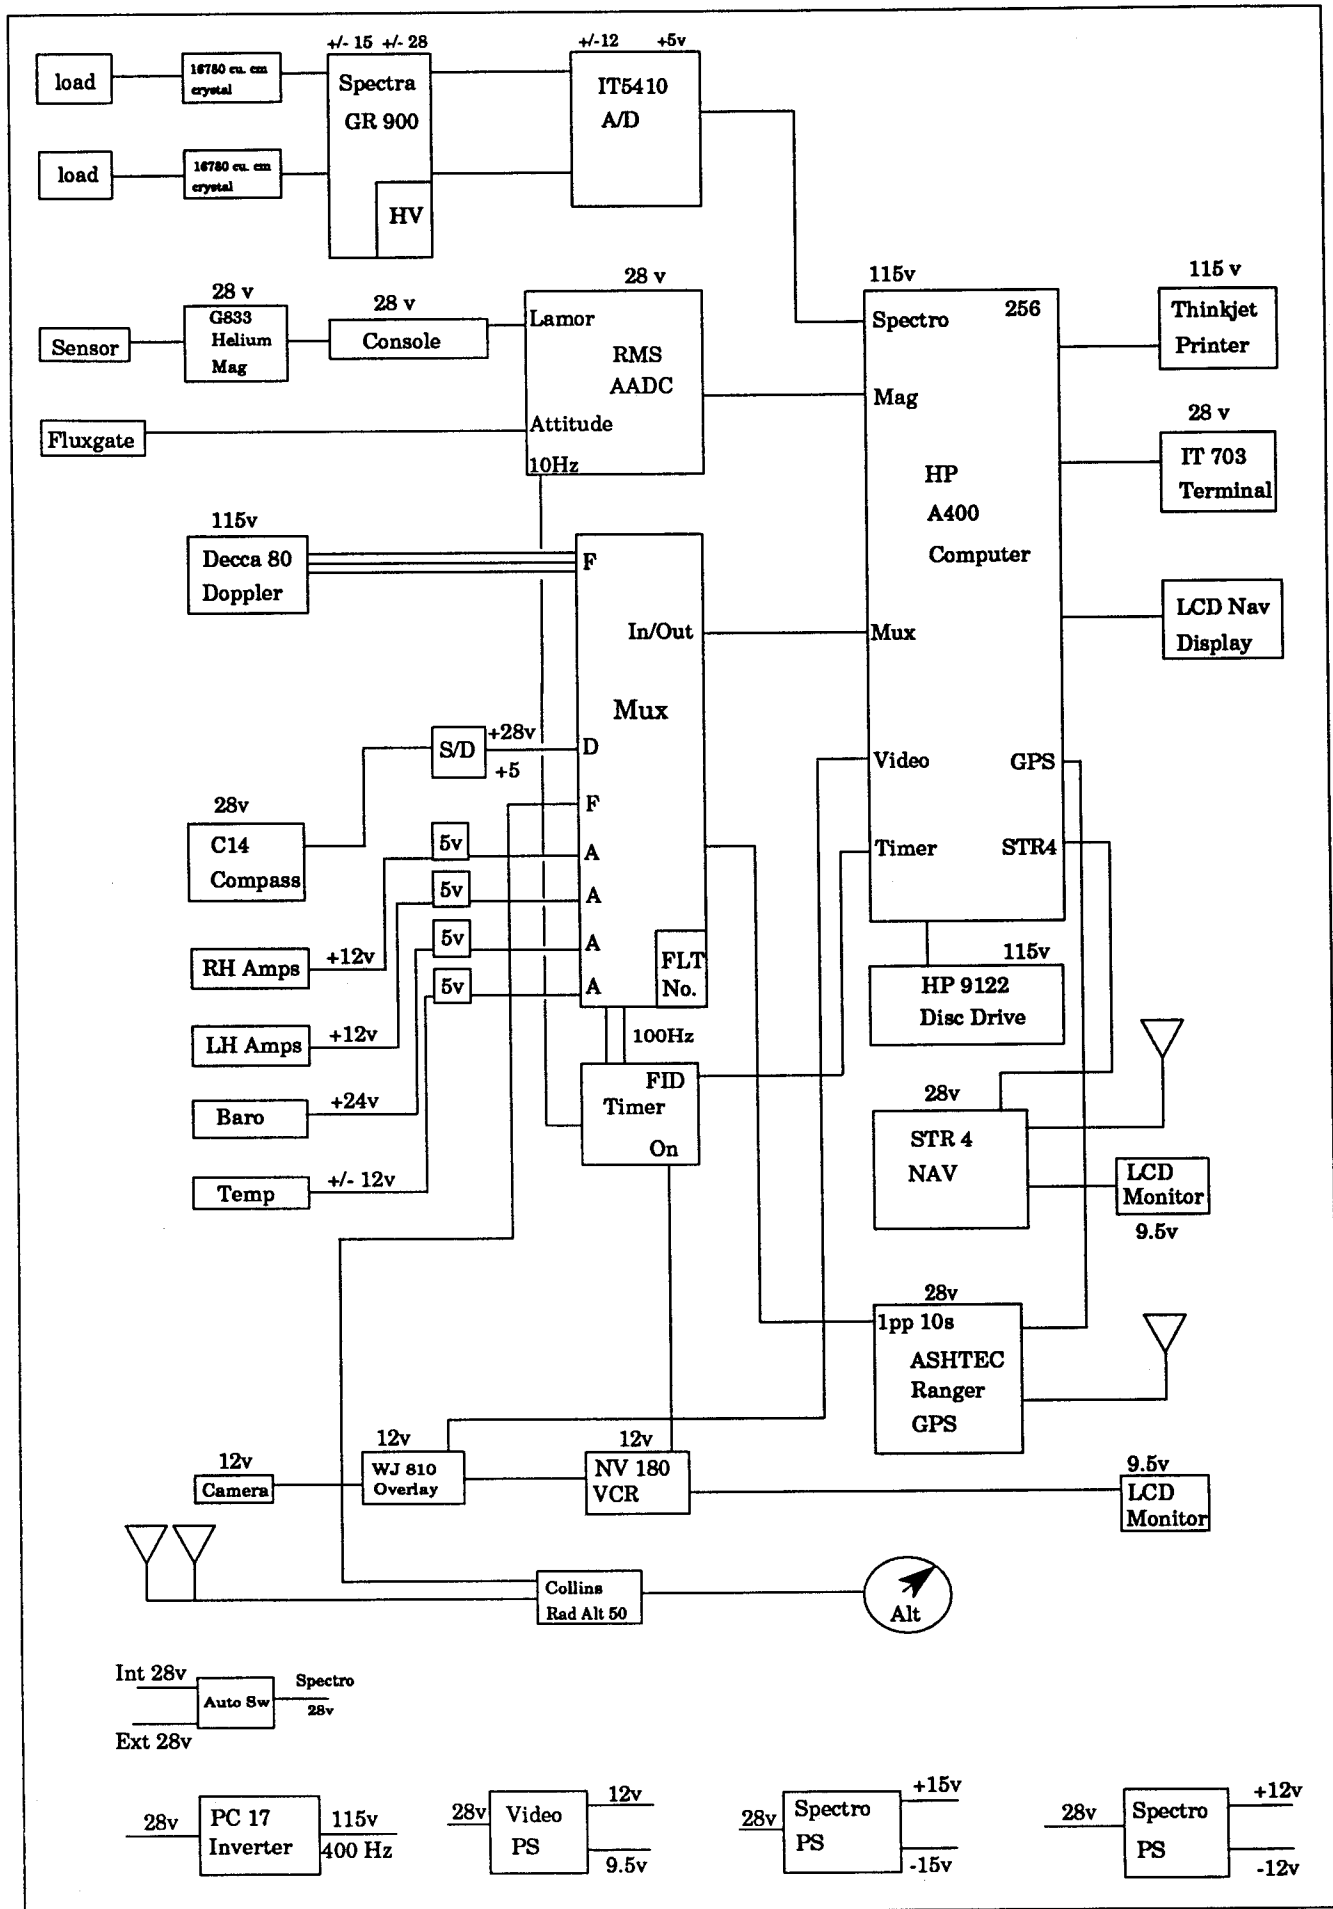 +/- 15 +/- 28
+/-12 +5v
load
16780 cu. cm
crystal
Spectra
GR 900
HV
IT5410
A/D
load
16780 cu. cm
crystal
28 v
G833
Helium
Mag
Sensor
28 v
Console
28 v
Lamor
RMS
AADC
Attitude
10Hz
Fluxgate
115v
Spectro
256
Mag
HP
A400
Computer
Mux
Video
GPS
Timer
STR4
115 v
Thinkjet
Printer
28 v
IT 703
Terminal
LCD Nav
Display
115v
Decca 80
Doppler
F
In/Out
Mux
D
F
A
A
A
A
FLT
No.
S/D
+28v
+5
28v
C14
Compass
5v
5v
5v
5v
RH Amps
+12v
LH Amps
+12v
Baro
+24v
Temp
+/- 12v
100Hz
FID
Timer
On
115v
HP 9122
Disc Drive
28v
STR 4
NAV
LCD
Monitor
9.5v
28v
1pp 10s
ASHTEC
Ranger
GPS
12v
Camera
12v
WJ 810
Overlay
12v
NV 180
VCR
9.5v
LCD
Monitor
Collins
Rad Alt 50
Alt
Int 28v
Auto Sw
Spectro
28v
Ext 28v
28v
PC 17
Inverter
115v
400 Hz
28v
Video
PS
12v
9.5v
28v
Spectro
PS
+15v
-15v
28v
Spectro
PS
+12v
-12v